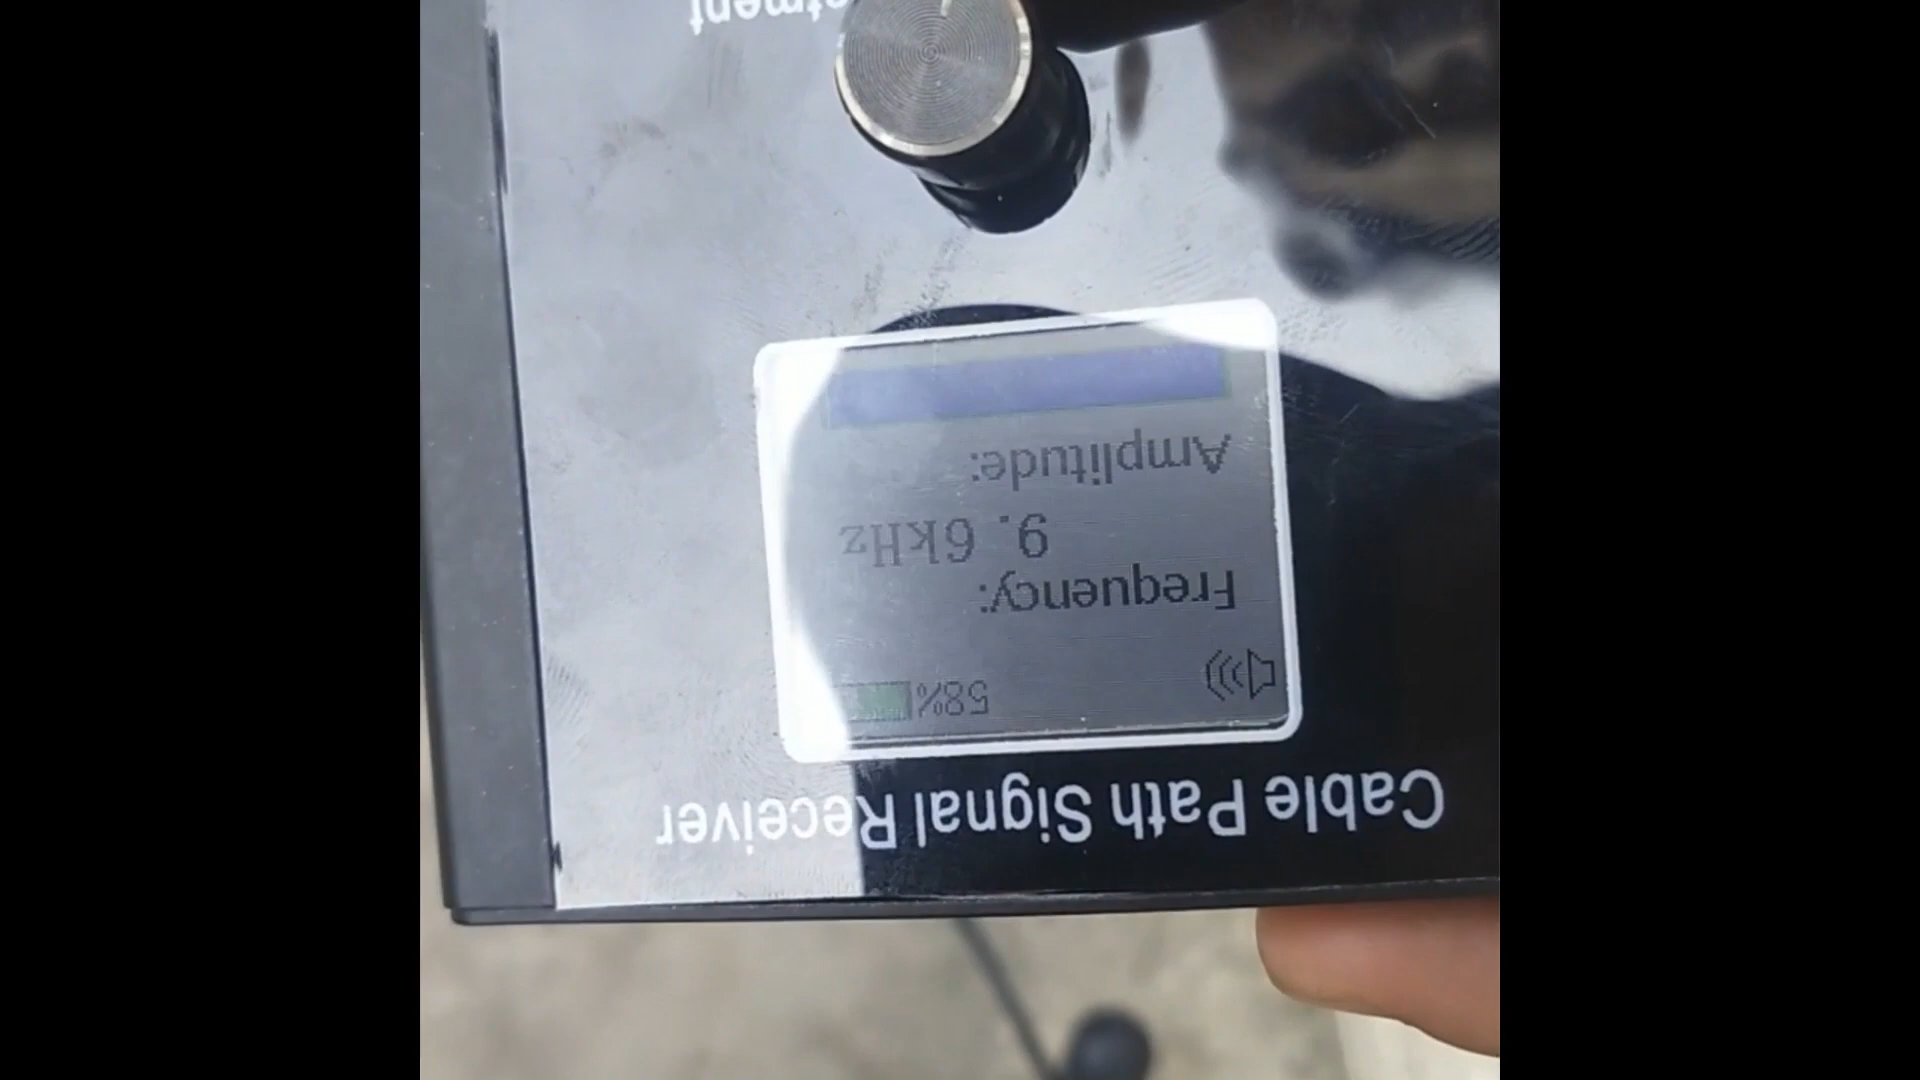 Cable Path Signal Receiver
58%
Frequency:
9. 6kHz
Amplitude: